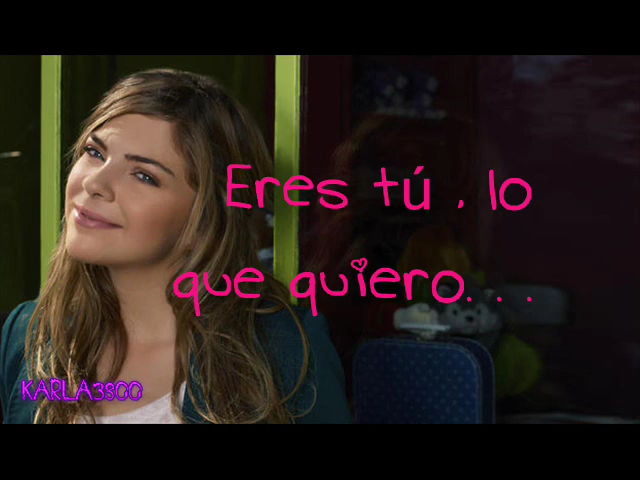 Eres tú , lo
que quiero. . .
KARLA3800